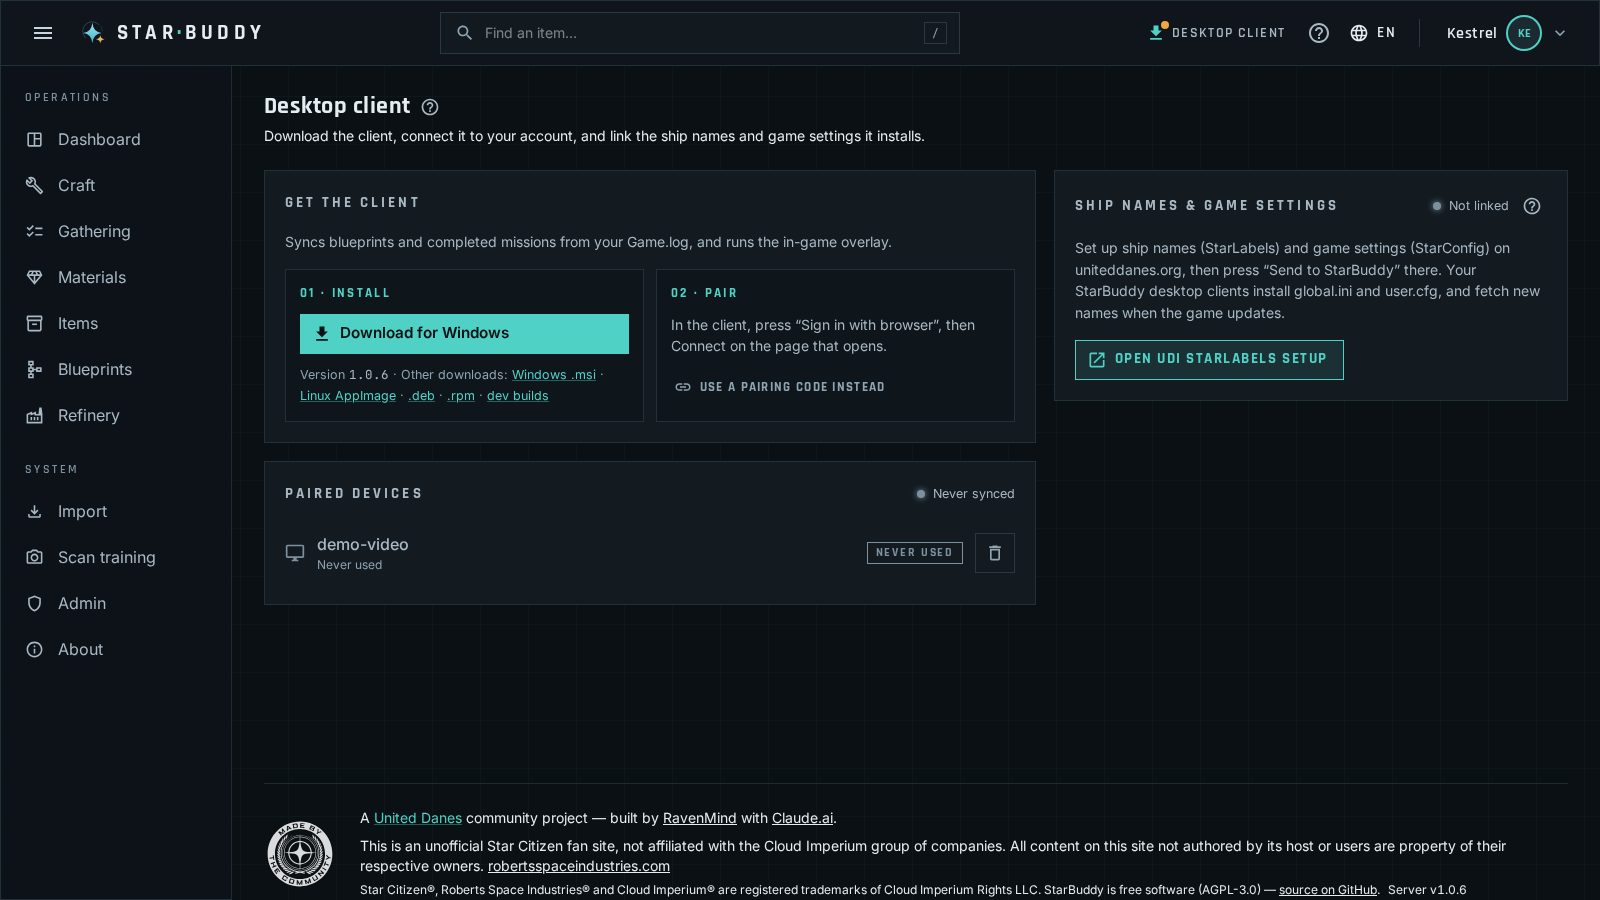 STAR·BUDDY
Find an item...
/
DESKTOP CLIENT
EN
Kestrel
KE
OPERATIONS
Dashboard
Craft
Gathering
Materials
Items
Blueprints
Refinery
SYSTEM
Import
Scan training
Admin
About
Desktop client
Download the client, connect it to your account, and link the ship names and game settings it installs.
GET THE CLIENT
Syncs blueprints and completed missions from your Game.log, and runs the in-game overlay.
01 · INSTALL
Download for Windows
Version 1.0.6 · Other downloads: Windows .msi ·
Linux AppImage · .deb · .rpm · dev builds
02 · PAIR
In the client, press “Sign in with browser”, then
Connect on the page that opens.
USE A PAIRING CODE INSTEAD
PAIRED DEVICES
Never synced
demo-video
Never used
NEVER USED
SHIP NAMES & GAME SETTINGS
Not linked
Set up ship names (StarLabels) and game settings (StarConfig) on
uniteddanes.org, then press “Send to StarBuddy” there. Your
StarBuddy desktop clients install global.ini and user.cfg, and fetch new
names when the game updates.
OPEN UDI STARLABELS SETUP
MADE BY
THE COMMUNITY
A United Danes community project — built by RavenMind with Claude.ai.
This is an unofficial Star Citizen fan site, not affiliated with the Cloud Imperium group of companies. All content on this site not authored by its host or users are property of their
respective owners. robertsspaceindustries.com
Star Citizen®, Roberts Space Industries® and Cloud Imperium® are registered trademarks of Cloud Imperium Rights LLC. StarBuddy is free software (AGPL-3.0) — source on GitHub. Server v1.0.6